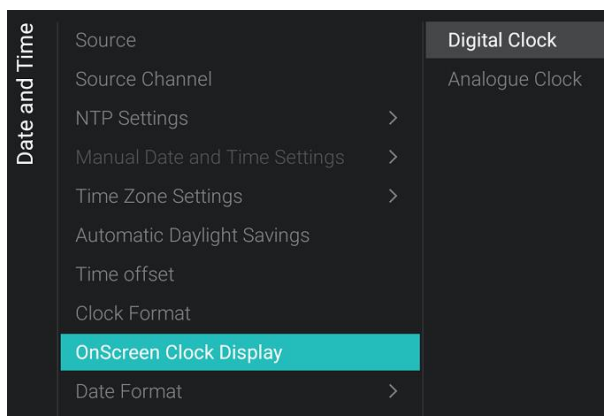 Date and Time
Source
Source Channel
NTP Settings
Manual Date and Time Settings
Time Zone Settings
Automatic Daylight Savings
Time offset
Clock Format
OnScreen Clock Display
Date Format
Digital Clock
Analogue Clock